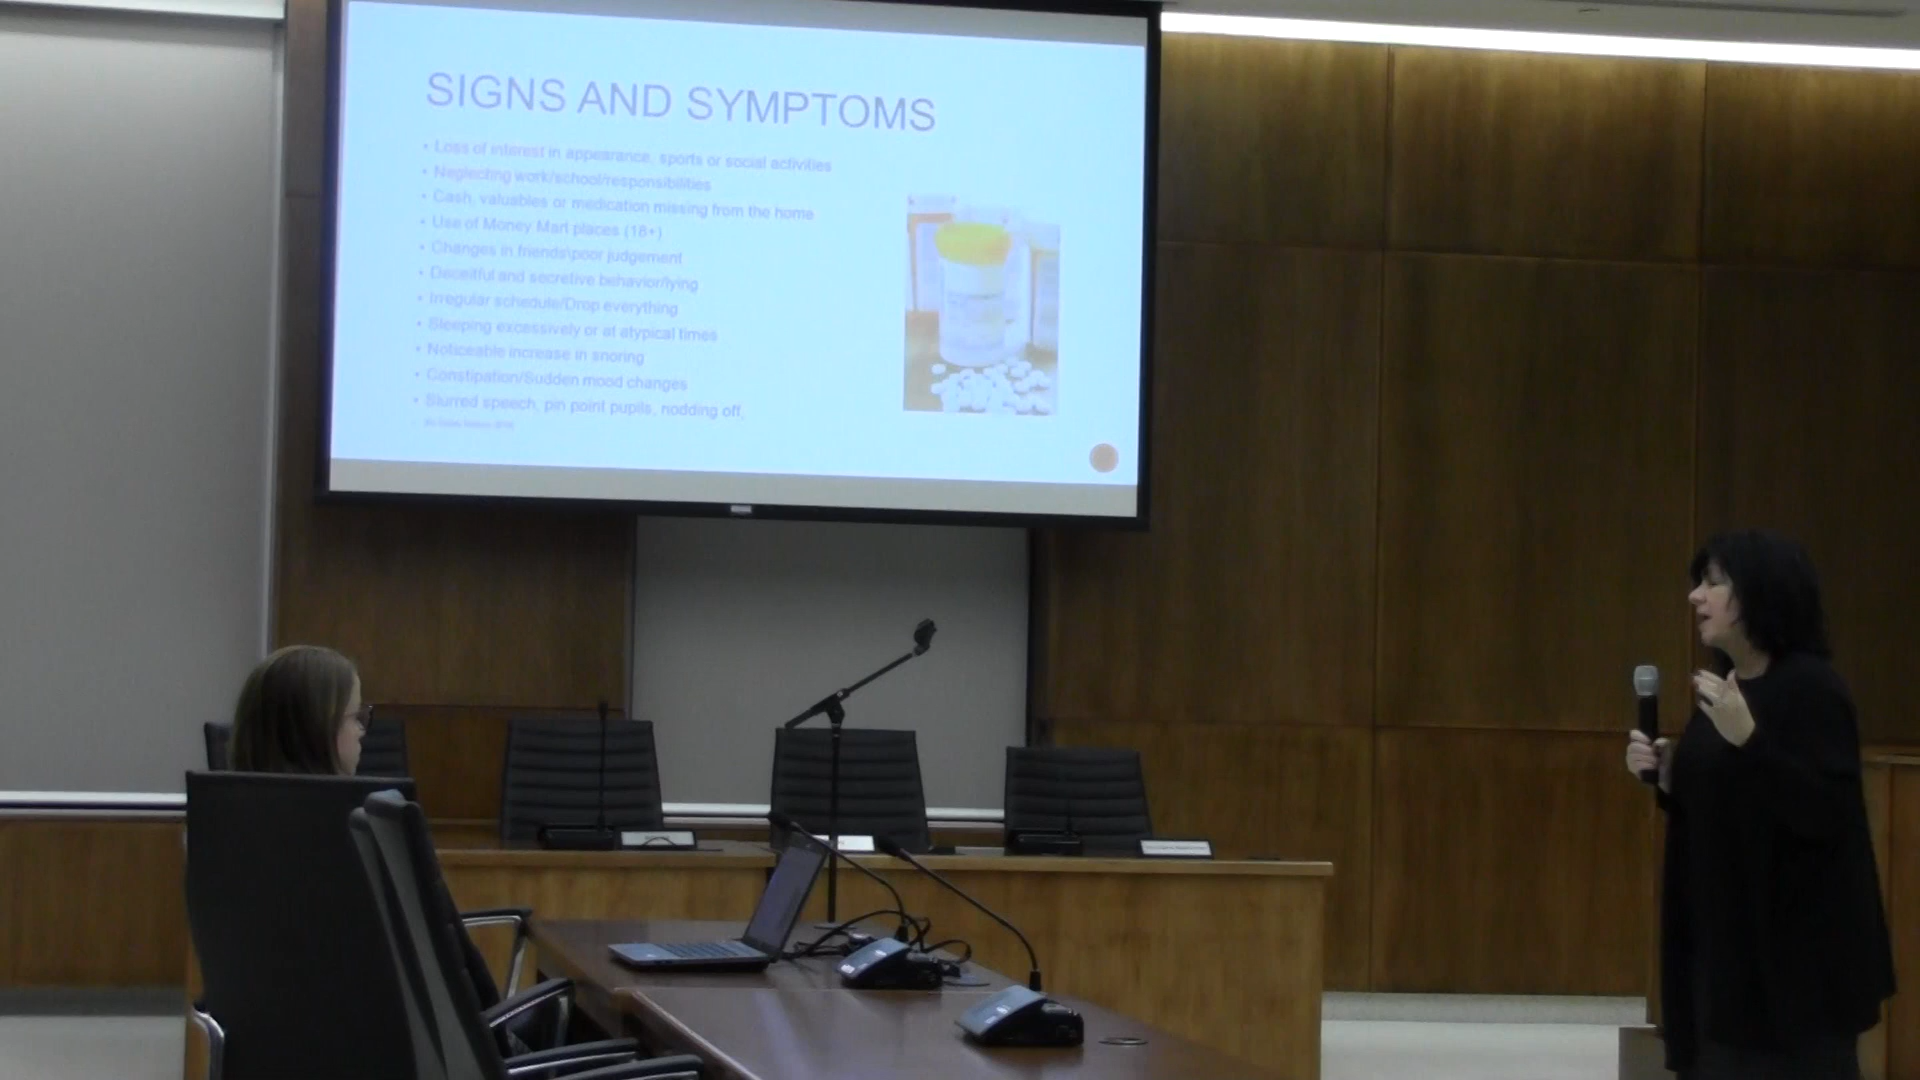 SIGNS AND SYMPTOMS
• Loss of interest in appearance, sports or social activities
• Neglecting work/school/responsibilities
• Cash, valuables or medication missing from the home
• Use of Money Mart places (18+)
• Changes in friends\poor judgement
• Deceitful and secretive behavior/lying
• Irregular schedule/Drop everything
• Sleeping excessively or at atypical times
• Noticeable increase in snoring
• Constipation/Sudden mood changes
• Slurred speech, pin point pupils, nodding off,